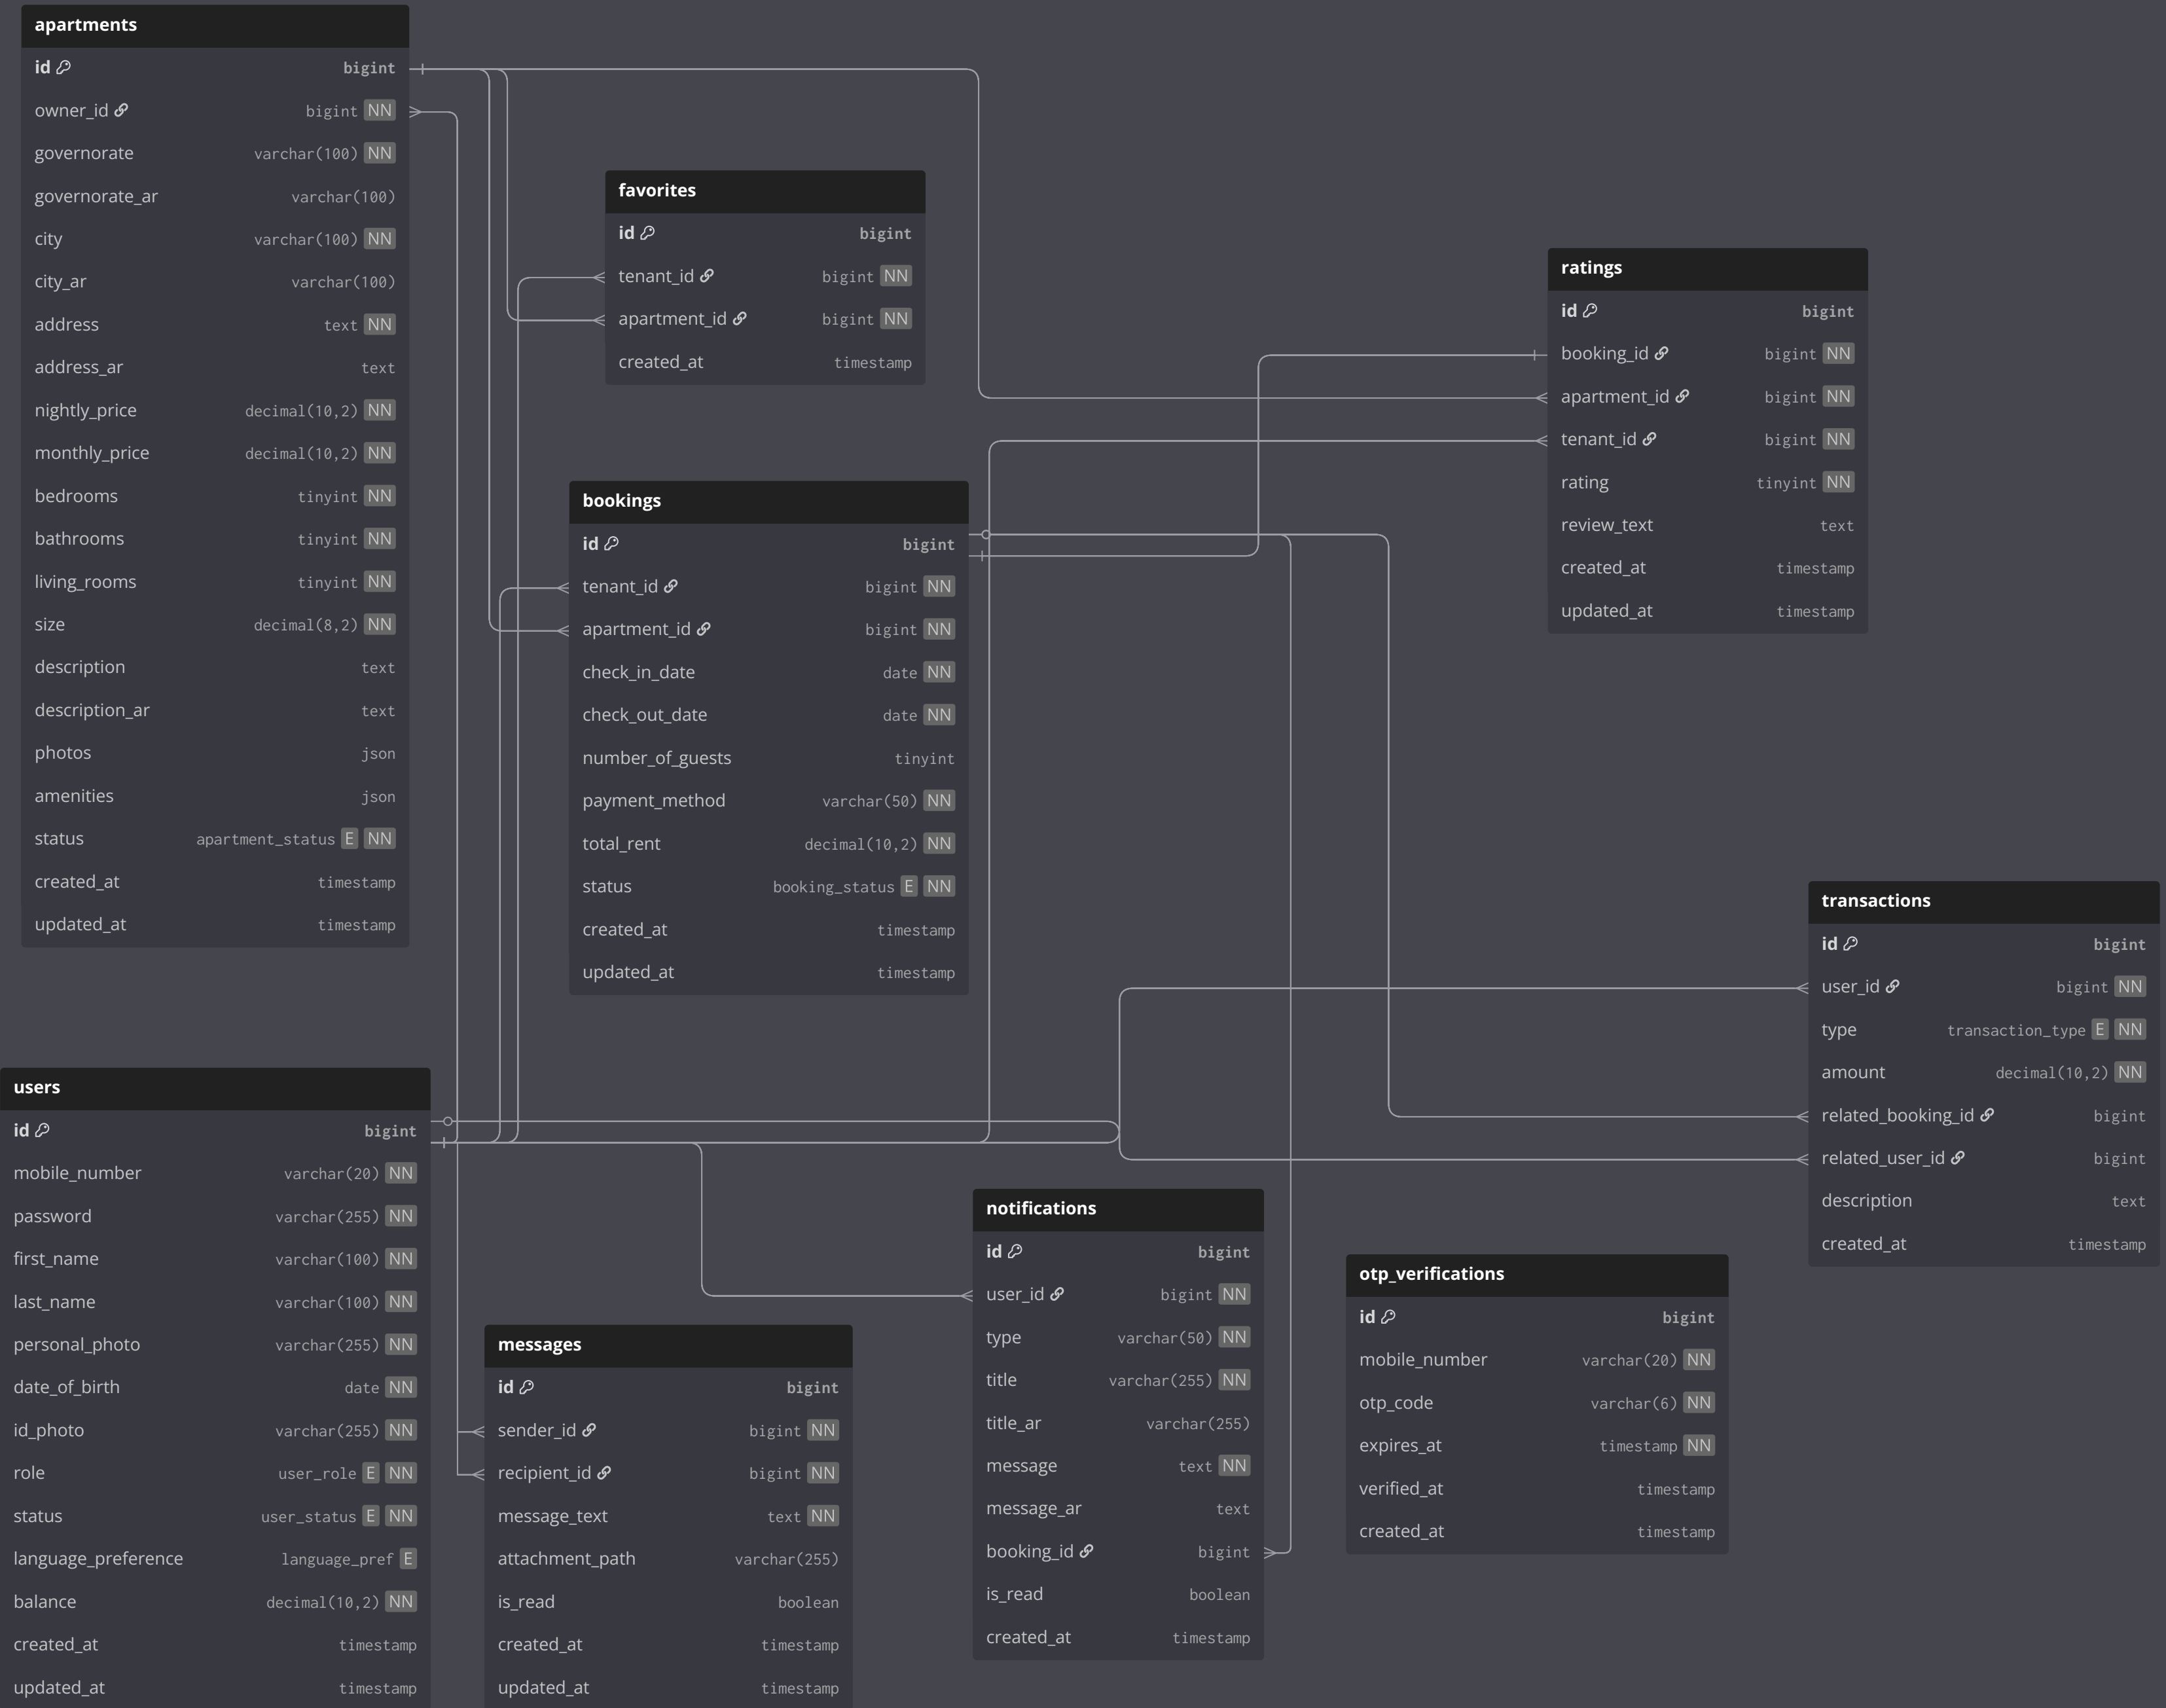 apartments
id bigint
owner_id bigint NN
governorate varchar(100) NN
governorate_ar varchar(100)
city varchar(100) NN
city_ar varchar(100)
address text NN
address_ar text
nightly_price decimal(10,2) NN
monthly_price decimal(10,2) NN
bedrooms tinyint NN
bathrooms tinyint NN
living_rooms tinyint NN
size decimal(8,2) NN
description text
description_ar text
photos json
amenities json
status apartment_status E NN
created_at timestamp
updated_at timestamp
favorites
id bigint
tenant_id bigint NN
apartment_id bigint NN
created_at timestamp
ratings
id bigint
booking_id bigint NN
apartment_id bigint NN
tenant_id bigint NN
rating tinyint NN
review_text text
created_at timestamp
updated_at timestamp
bookings
id bigint
tenant_id bigint NN
apartment_id bigint NN
check_in_date date NN
check_out_date date NN
number_of_guests tinyint
payment_method varchar(50) NN
total_rent decimal(10,2) NN
status booking_status E NN
created_at timestamp
updated_at timestamp
transactions
id bigint
user_id bigint NN
type transaction_type E NN
amount decimal(10,2) NN
related_booking_id bigint
related_user_id bigint
description text
created_at timestamp
users
id bigint
mobile_number varchar(20) NN
password varchar(255) NN
first_name varchar(100) NN
last_name varchar(100) NN
personal_photo varchar(255) NN
date_of_birth date NN
id_photo varchar(255) NN
role user_role E NN
status user_status E NN
language_preference language_pref E
balance decimal(10,2) NN
created_at timestamp
updated_at timestamp
messages
id bigint
sender_id bigint NN
recipient_id bigint NN
message_text text NN
attachment_path varchar(255)
is_read boolean
created_at timestamp
updated_at timestamp
notifications
id bigint
user_id bigint NN
type varchar(50) NN
title varchar(255) NN
title_ar varchar(255)
message text NN
message_ar text
booking_id bigint
is_read boolean
created_at timestamp
otp_verifications
id bigint
mobile_number varchar(20) NN
otp_code varchar(6) NN
expires_at timestamp NN
verified_at timestamp
created_at timestamp